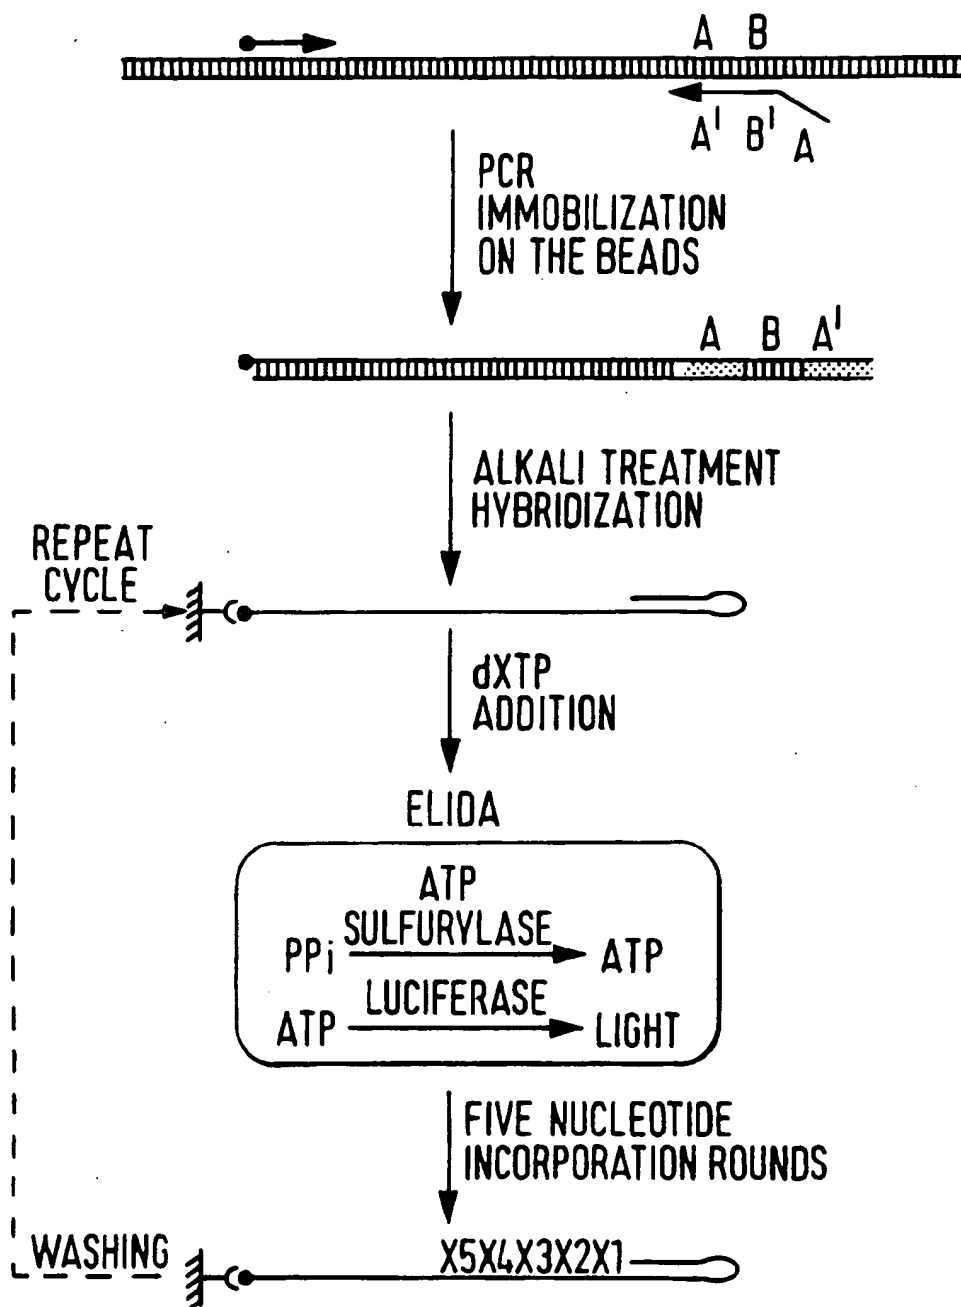 A B
A' B' A
PCR
IMMOBILIZATION
ON THE BEADS
A B A'
ALKALI TREATMENT
HYBRIDIZATION
REPEAT
CYCLE
dXTP
ADDITION
ELIDA
ATP
SULFURYLASE
PPi ATP
LUCIFERASE
ATP LIGHT
FIVE NUCLEOTIDE
INCORPORATION ROUNDS
WASHING
X5X4X3X2X1